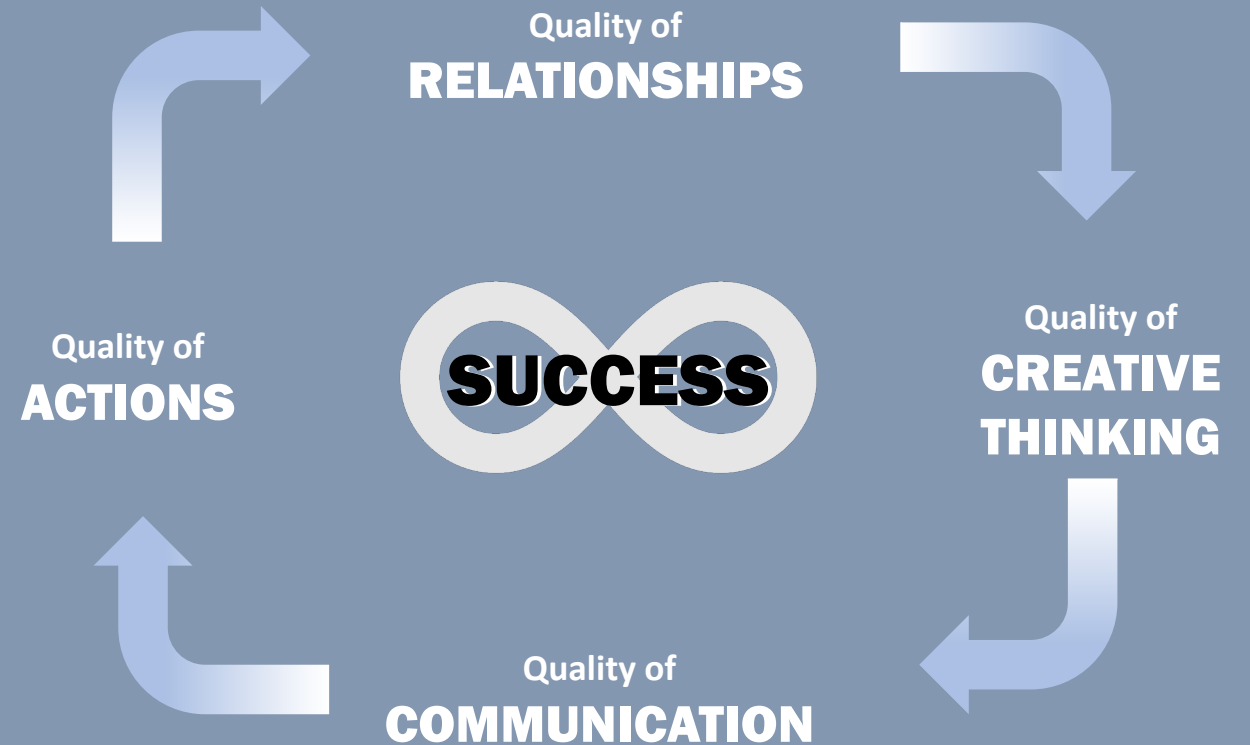 Quality of
RELATIONSHIPS
Quality of
CREATIVE
THINKING
Quality of
COMMUNICATION
Quality of
ACTIONS
SUCCESS